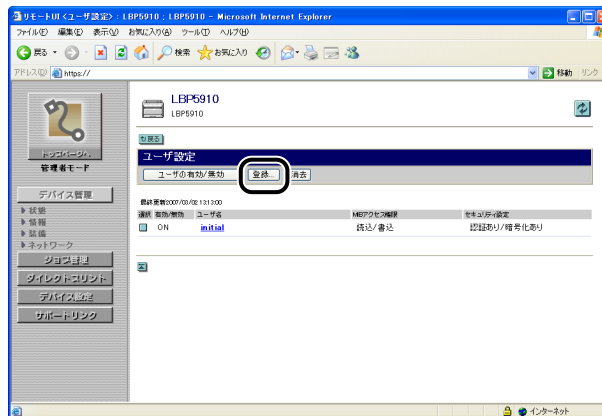 リモートUI <ユーザ設定> : LBP5910 ; LBP5910 - Microsoft Internet Explorer
ファイル(F) 編集(E) 表示(V) お気に入り(A) ツール(T) ヘルプ(H)
戻る 検索 お気に入り
アドレス(D) https:// 移動 リンク
LBP5910
LBP5910
トップページへ
管理者モード
戻る
ユーザ設定
ユーザの有効/無効 登録... 消去
デバイス管理
状態
情報
装備
ネットワーク
ジョブ管理
ダイレクトプリント
デバイス設定
サポートリンク
最終更新2007/03/02 13:13:00
選択 有効/無効 ユーザ名 MIBアクセス権限 セキュリティ設定
ON initial 読込/書込 認証あり/暗号化あり
インターネット